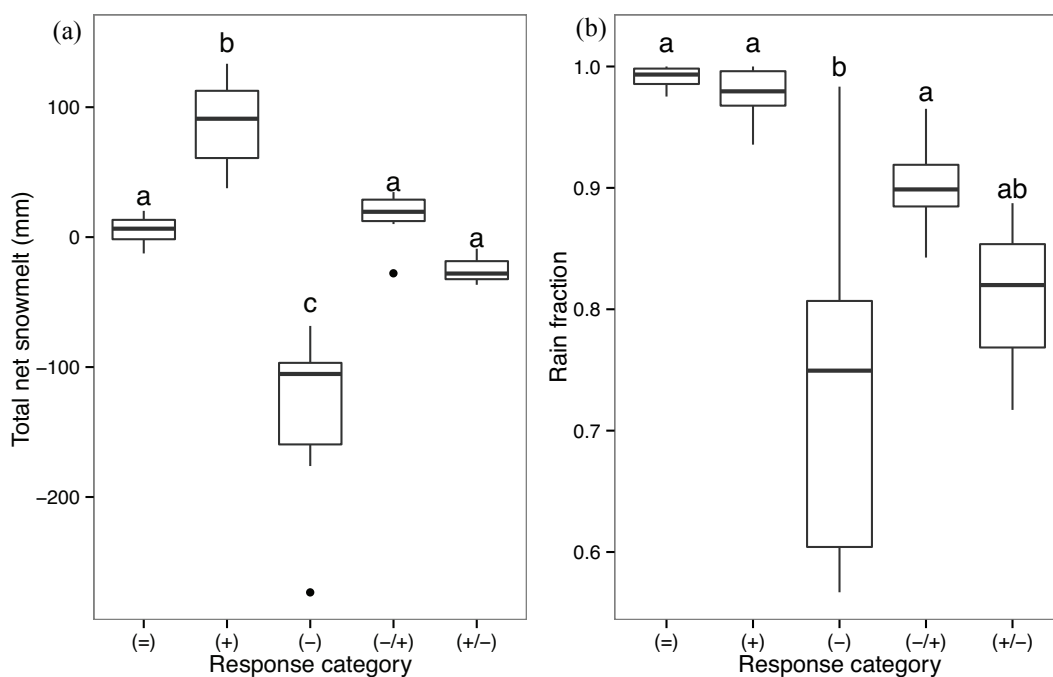 (a)
b
a
a
a
c
100
0
−100
−200
Total net snowmelt (mm)
(=)
(+)
(−)
(−/+)
(+/−)
Response category
(b)
a
a
b
a
ab
1.0
0.9
0.8
0.7
0.6
Rain fraction
(=)
(+)
(−)
(−/+)
(+/−)
Response category